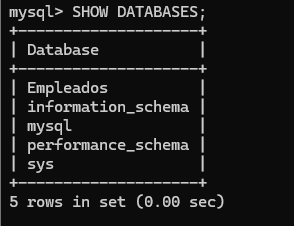 mysql> SHOW DATABASES;
+--------------------+
| Database           |
+--------------------+
| Empleados          |
| information_schema |
| mysql              |
| performance_schema |
| sys                |
+--------------------+
5 rows in set (0.00 sec)